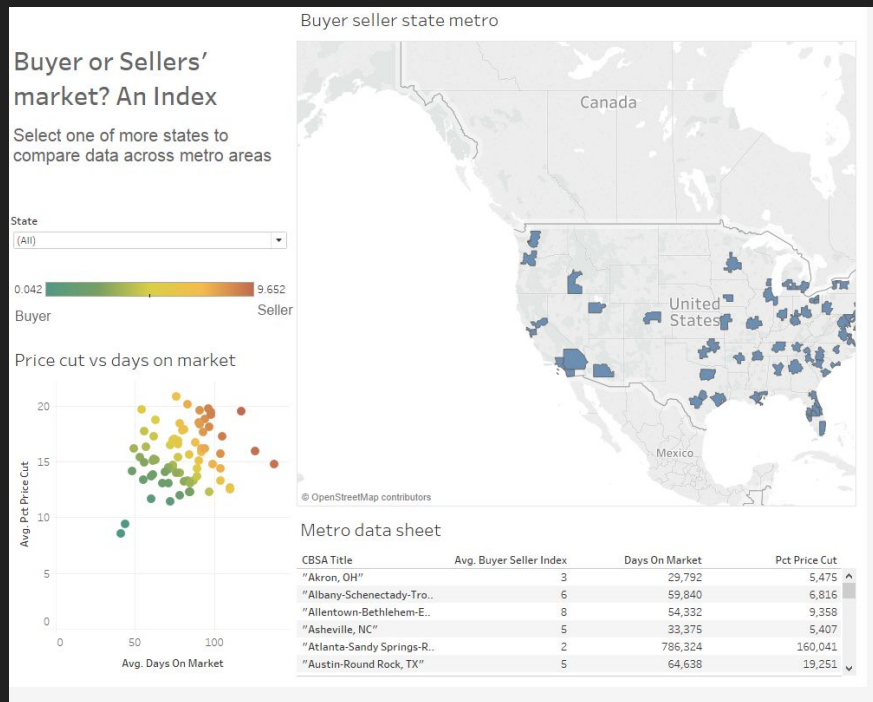 Buyer seller state metro
Buyer or Sellers'
market? An Index
Select one of more states to
compare data across metro areas
State
(All)
0.042 9.652
Buyer Seller
Price cut vs days on market
20
15
10
5
0
Avg. Pct Price Cut
0 50 100
Avg. Days On Market
Canada
United
States
Mexico
© OpenStreetMap contributors
Metro data sheet
CBSA Title Avg. Buyer Seller Index Days On Market Pct Price Cut
"Akron, OH" 3 29,792 5,475
"Albany-Schenectady-Tro.. 6 59,840 6,816
"Allentown-Bethlehem-E.. 8 54,332 9,358
"Asheville, NC" 5 33,375 5,407
"Atlanta-Sandy Springs-R.. 2 786,324 160,041
"Austin-Round Rock, TX" 5 64,638 19,251